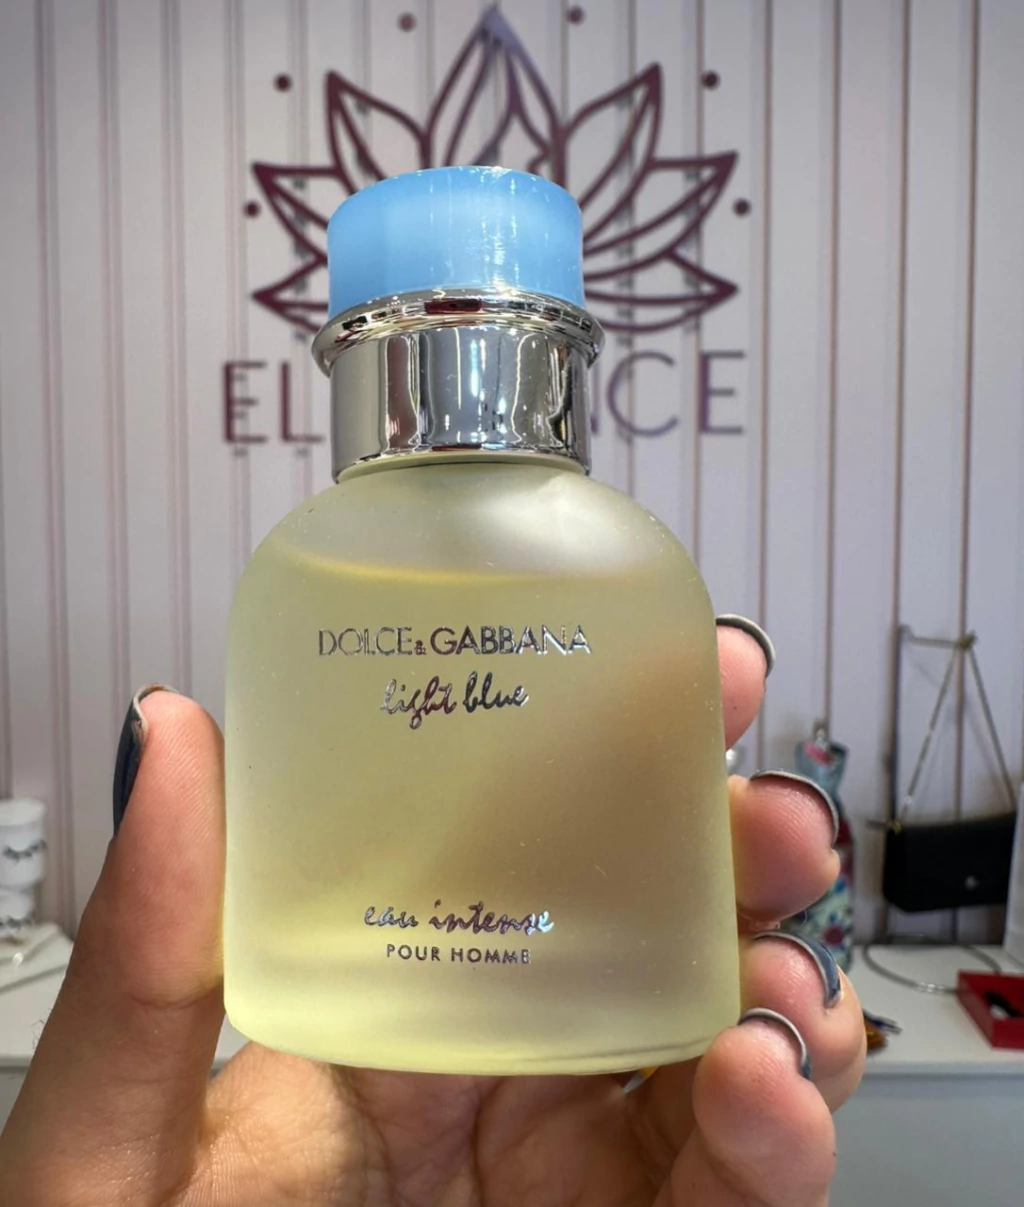 DOLCE&GABBANA
light blue
eau intense
POUR HOMME